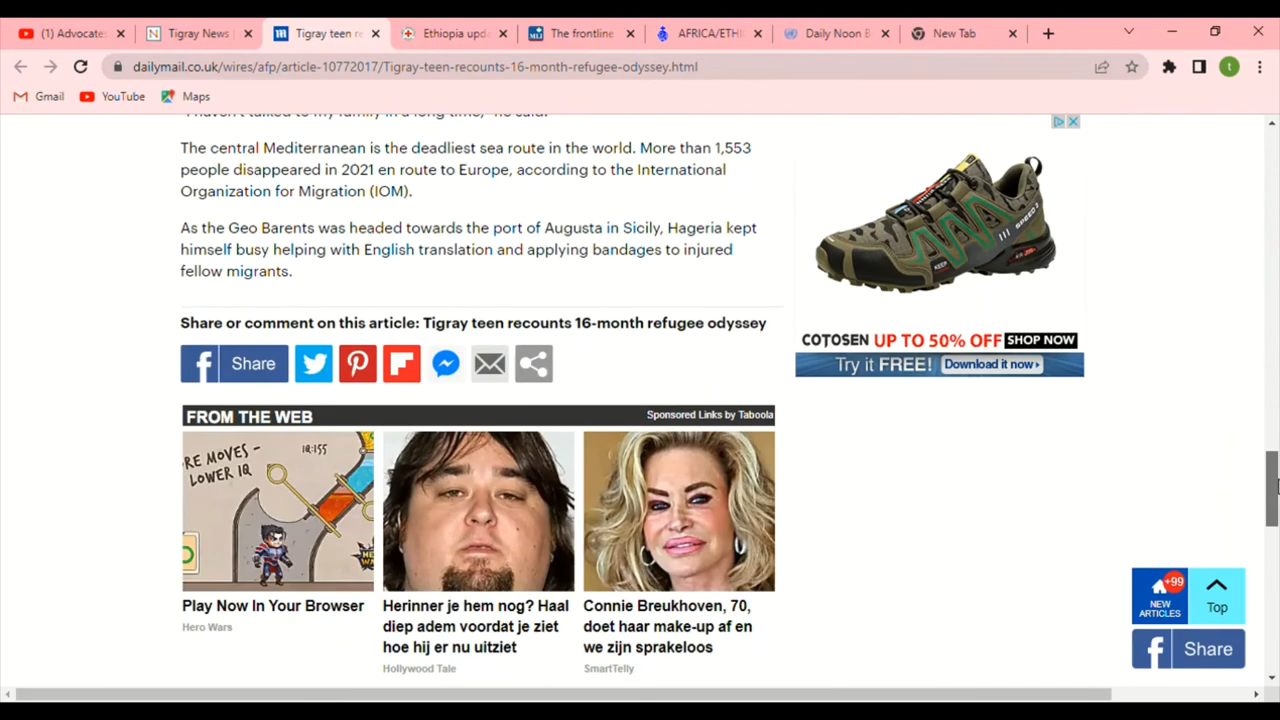 (1) Advocate
Tigray News
Tigray teen re
Ethiopia upd
The frontline
AFRICA/ETHI
Daily Noon B
New Tab
dailymail.co.uk/wires/afp/article-10772017/Tigray-teen-recounts-16-month-refugee-odyssey.html
t
Gmail
YouTube
Maps
"I haven't talked to my family in a long time," he said.
The central Mediterranean is the deadliest sea route in the world. More than 1,553
people disappeared in 2021 en route to Europe, according to the International
Organization for Migration (IOM).
As the Geo Barents was headed towards the port of Augusta in Sicily, Hageria kept
himself busy helping with English translation and applying bandages to injured
fellow migrants.
Share or comment on this article: Tigray teen recounts 16-month refugee odyssey
Share
COTOSEN UP TO 50% OFF SHOP NOW
Try it FREE! Download it now
FROM THE WEB
Sponsored Links by Taboola
RE MOVES -
LOWER IQ
IQ:155
Play Now In Your Browser
Hero Wars
Herinner je hem nog? Haal
diep adem voordat je ziet
hoe hij er nu uitziet
Hollywood Tale
Connie Breukhoven, 70,
doet haar make-up af en
we zijn sprakeloos
SmartTelly
+99
NEW
ARTICLES
Top
Share